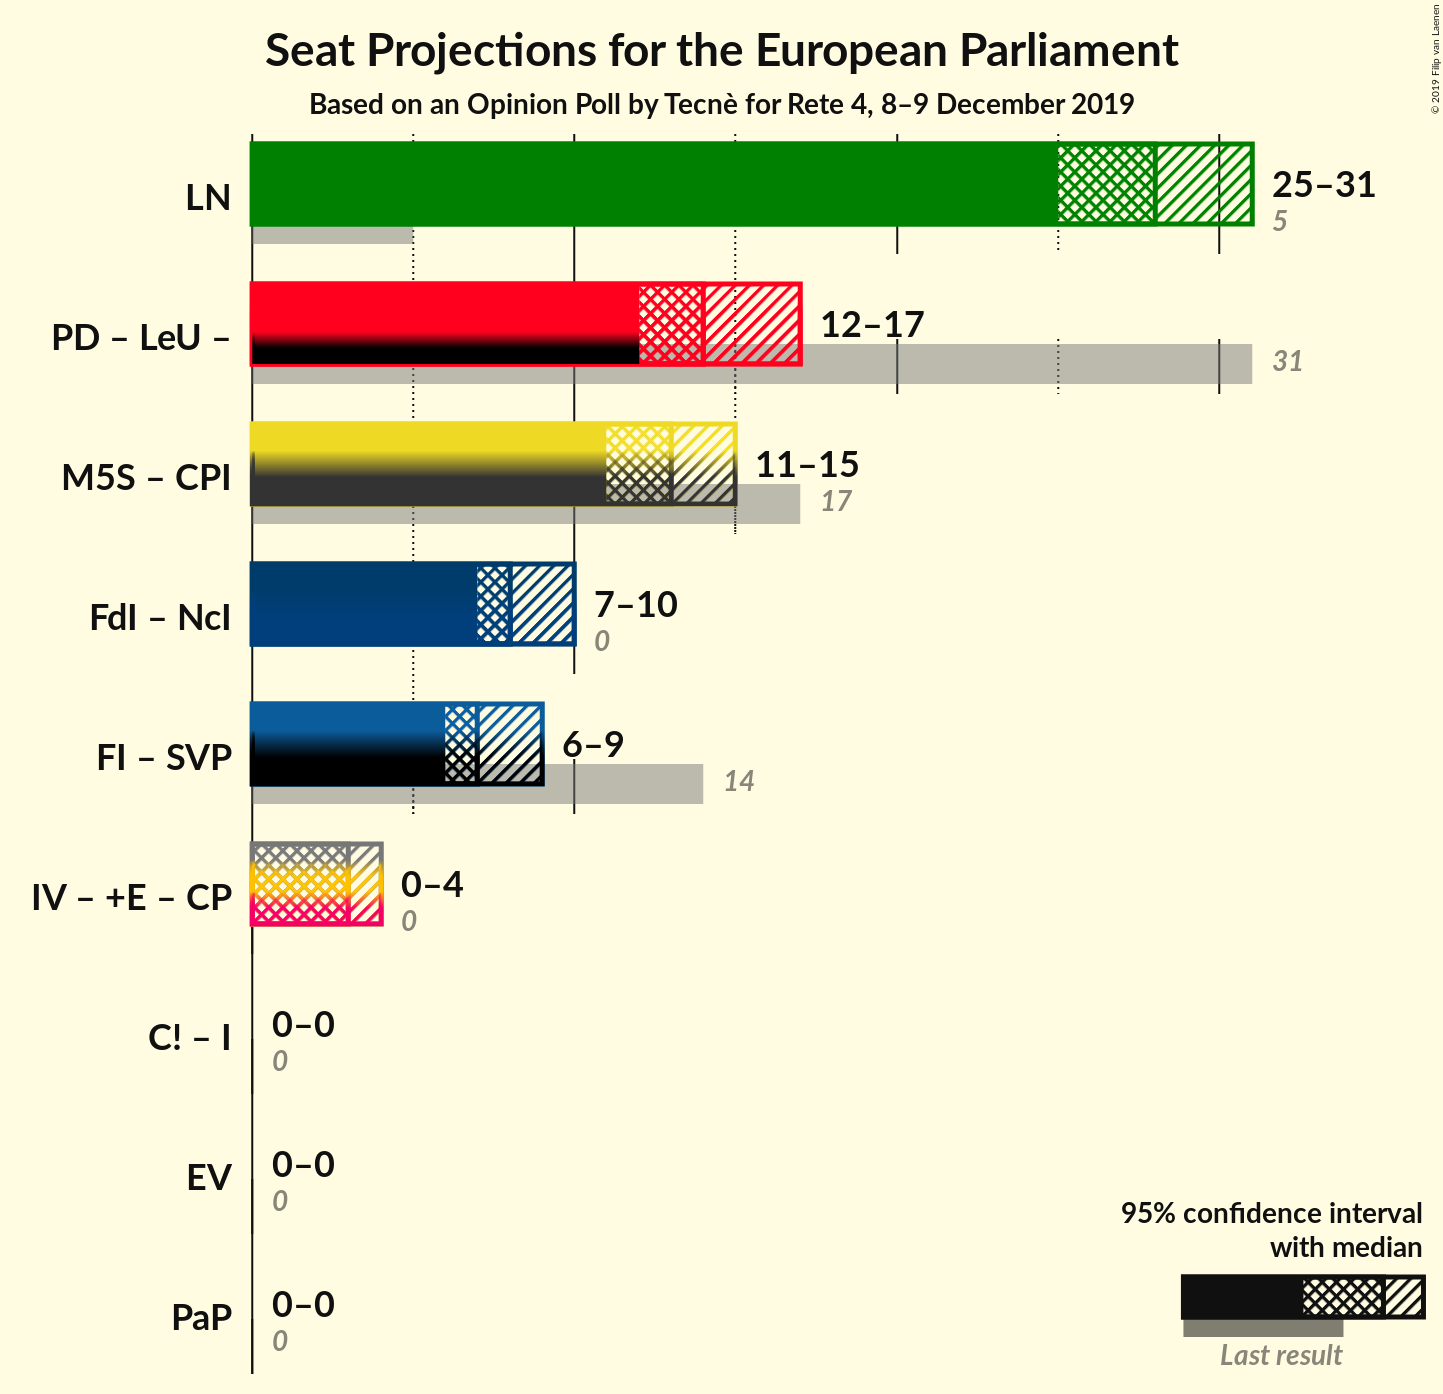 Seat Projections for the European Parliament
Based on an Opinion Poll by Tecnè for Rete 4, 8–9 December 2019
© 2019 Filip van Laenen
LN
25–31
5
PD – LeU –
12–17
31
M5S – CPI
11–15
17
FdI – NcI
7–10
0
FI – SVP
6–9
14
IV – +E – CP
0–4
0
C! – I
0–0
0
EV
0–0
0
PaP
0–0
0
95% confidence interval
with median
Last result